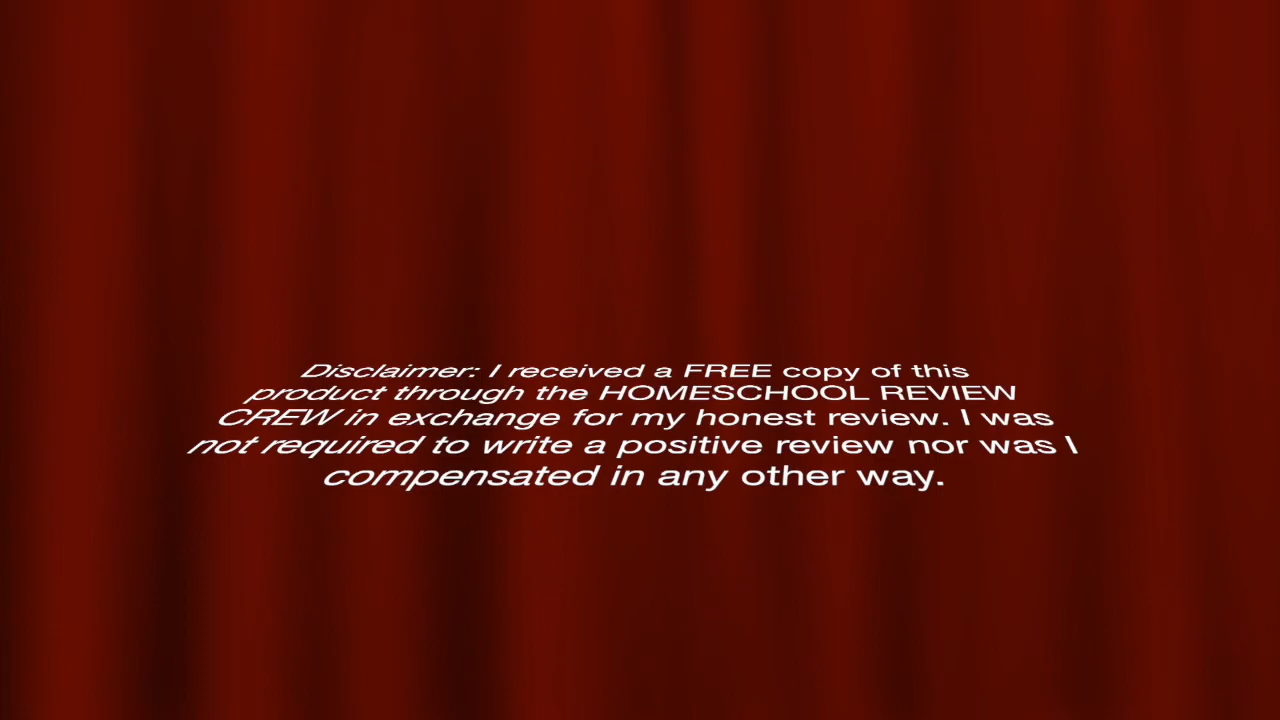 Disclaimer: I received a FREE copy of this
product through the HOMESCHOOL REVIEW
CREW in exchange for my honest review. I was
not required to write a positive review nor was I
compensated in any other way.